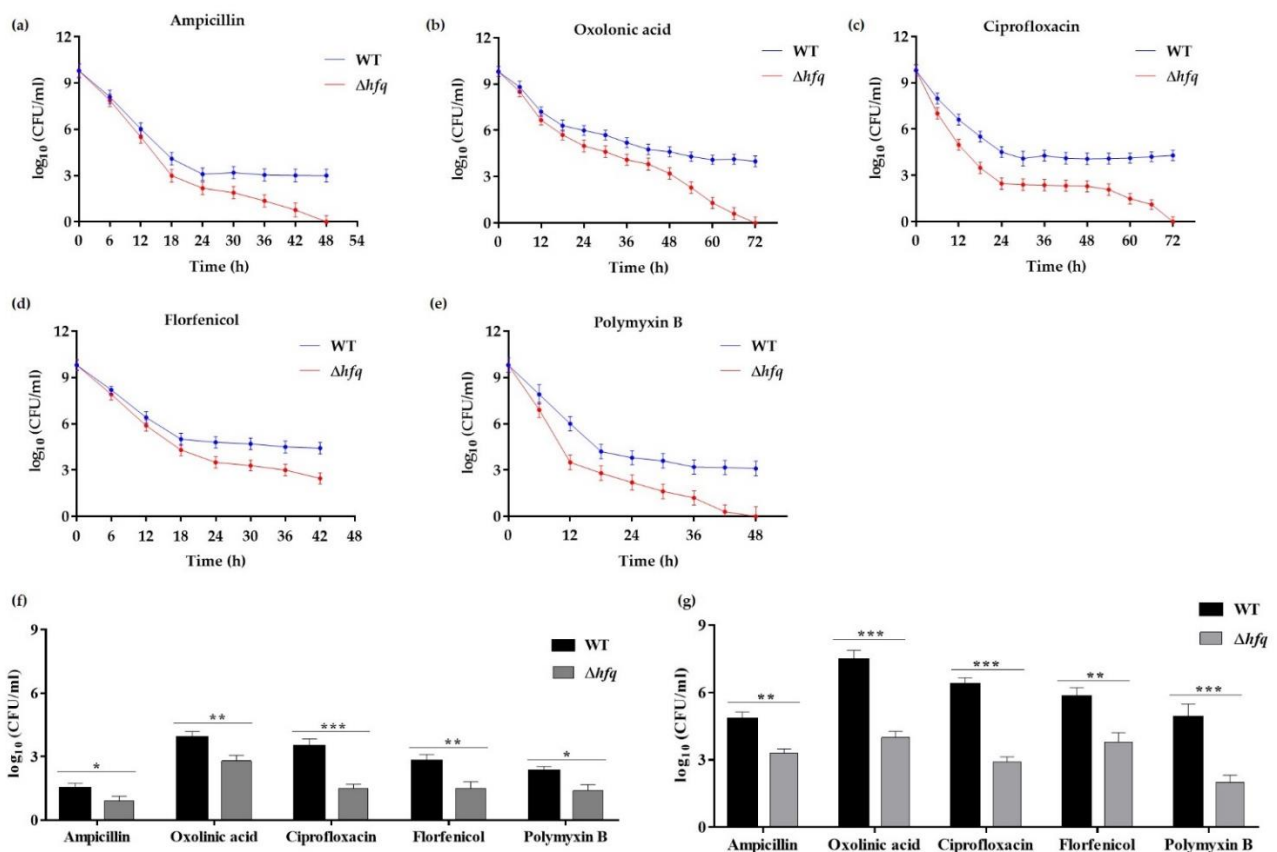 (a)
Ampicillin
WT
Δhfq
log10 (CFU/ml)
12
9
6
3
0
0 6 12 18 24 30 36 42 48 54
Time (h)
(b)
Oxolonic acid
WT
Δhfq
log10 (CFU/ml)
12
9
6
3
0
0 12 24 36 48 60 72
Time (h)
(c)
Ciprofloxacin
WT
Δhfq
log10 (CFU/ml)
12
9
6
3
0
0 12 24 36 48 60 72
Time (h)
(d)
Florfenicol
WT
Δhfq
log10 (CFU/ml)
12
9
6
3
0
0 6 12 18 24 30 36 42 48
Time (h)
(e)
Polymyxin B
WT
Δhfq
log10 (CFU/ml)
12
9
6
3
0
0 12 24 36 48
Time (h)
(f)
WT
Δhfq
log10 (CFU/ml)
9
6
3
0
* ** *** ** *
Ampicillin Oxolinic acid Ciprofloxacin Florfenicol Polymyxin B
(g)
WT
Δhfq
log10 (CFU/ml)
9
6
3
0
** *** *** ** ***
Ampicillin Oxolinic acid Ciprofloxacin Florfenicol Polymyxin B